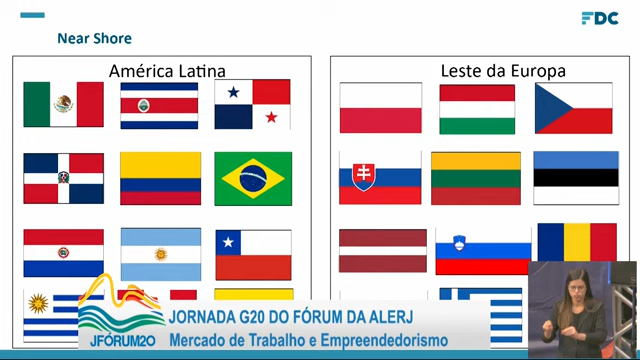 FDC
Near Shore
América Latina
Leste da Europa
JORNADA G20 DO FÓRUM DA ALERJ
Mercado de Trabalho e Empreendedorismo
JFÓRUM20